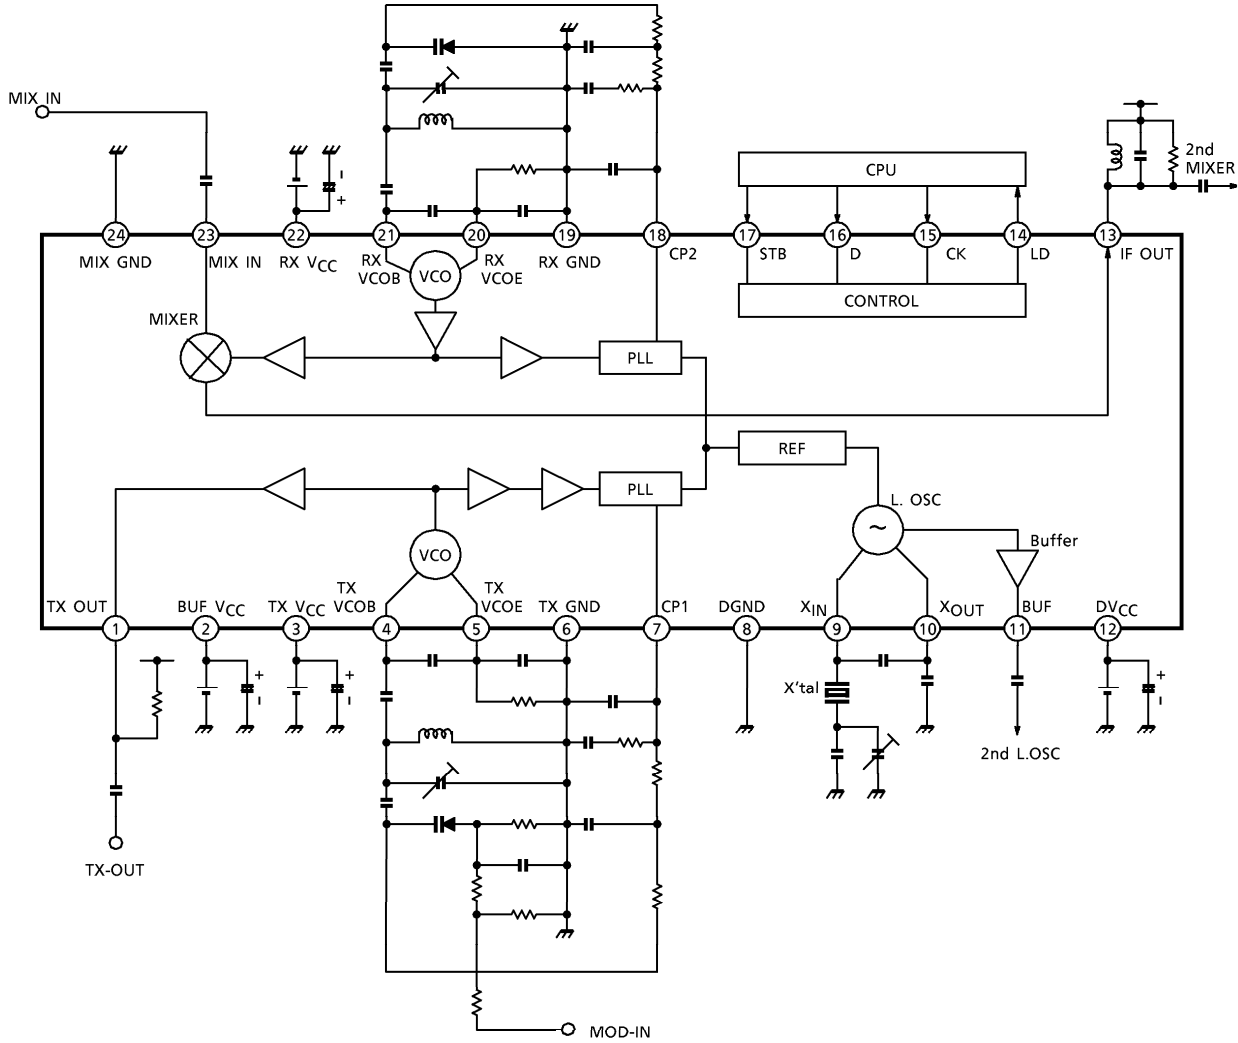 MIX IN
2nd
MIXER
CPU
-
+
24
23
22
21
20
19
18
17
16
15
14
13
MIX GND
MIX IN
RX VCC
RX
VCOB
VCO
RX
VCOE
RX GND
CP2
STB
D
CK
LD
IF OUT
CONTROL
MIXER
PLL
REF
PLL
L. OSC
~
Buffer
VCO
TX OUT
BUF VCC
TX VCC
TX
VCOB
TX
VCOE
TX GND
CP1
DGND
XIN
XOUT
BUF
DVCC
1
2
3
4
5
6
7
8
9
10
11
12
+
-
+
-
+
-
X'tal
2nd L.OSC
TX-OUT
MOD-IN